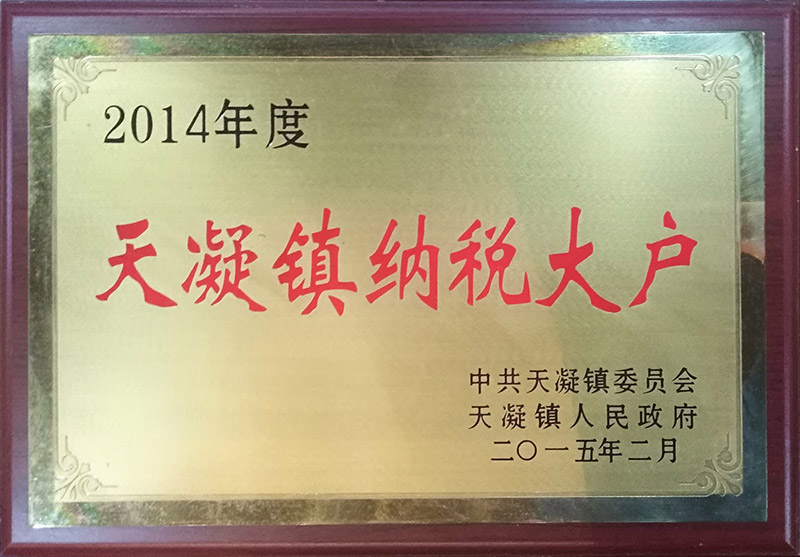 2014年度
天凝镇纳税大户
中共天凝镇委员会
天凝镇人民政府
二〇一五年二月